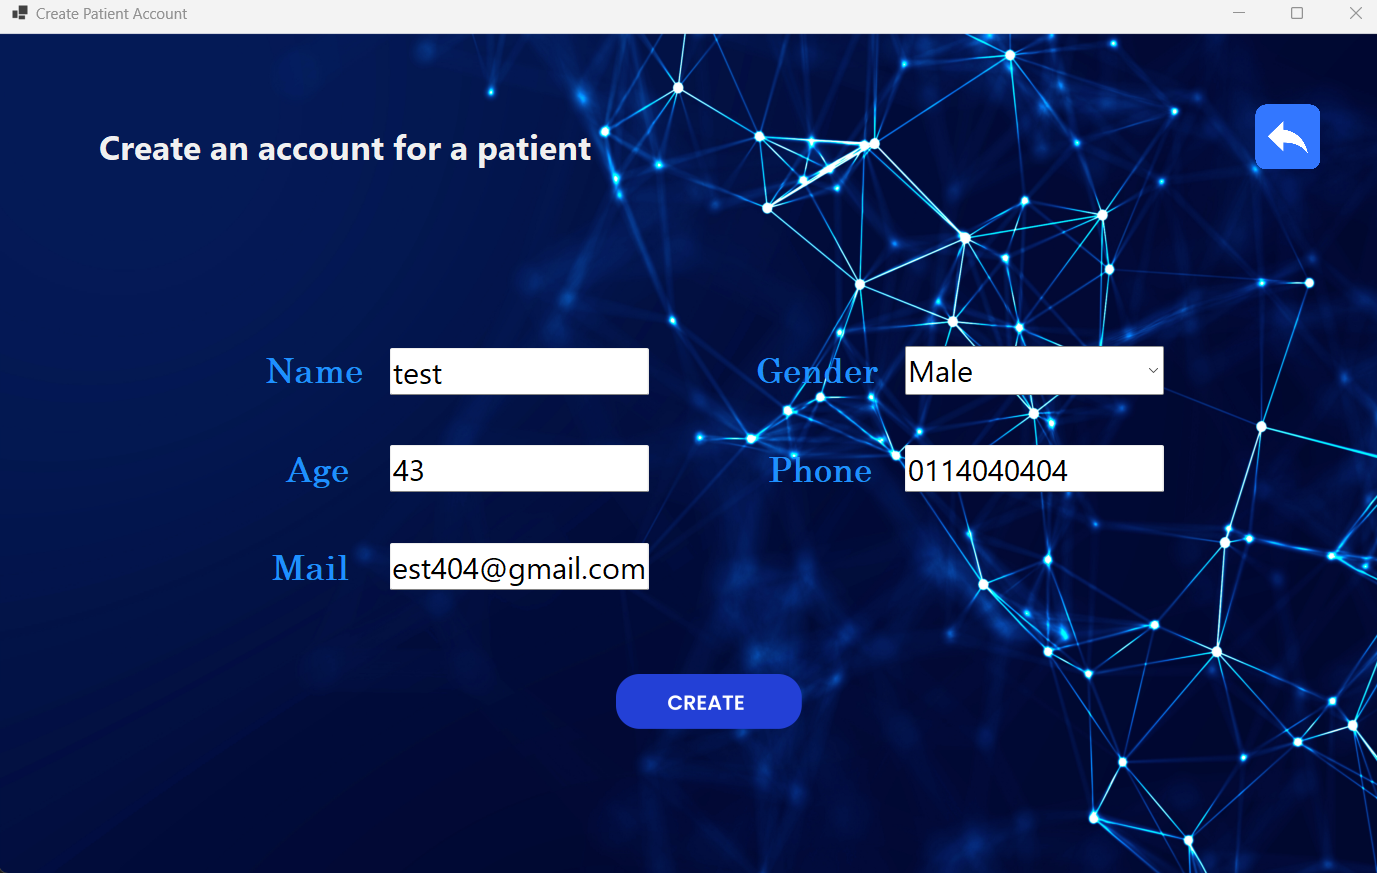 Create Patient Account
Create an account for a patient
Name test
Gender Male
Age 43
Phone 0114040404
Mail est404@gmail.com
CREATE